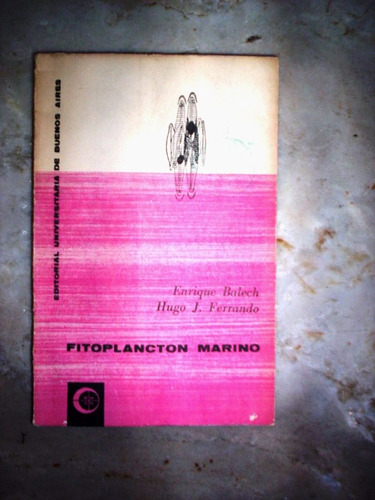 EDITORIAL UNIVERSITARIA DE BUENOS AIRES
Enrique Balech
Hugo J. Ferrando
FITOPLANCTON MARINO